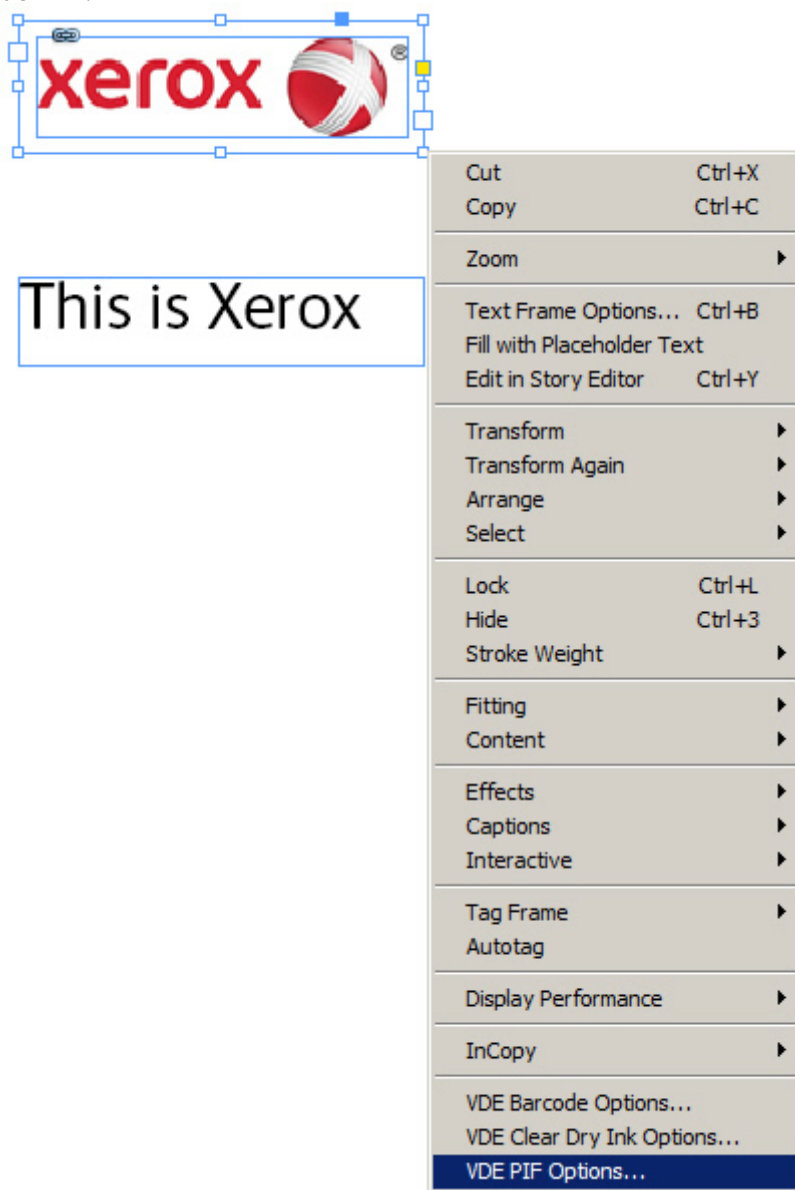 xerox ®
This is Xerox
Cut Ctrl+X
Copy Ctrl+C
Zoom
Text Frame Options... Ctrl+B
Fill with Placeholder Text
Edit in Story Editor Ctrl+Y
Transform
Transform Again
Arrange
Select
Lock Ctrl+L
Hide Ctrl+3
Stroke Weight
Fitting
Content
Effects
Captions
Interactive
Tag Frame
Autotag
Display Performance
InCopy
VDE Barcode Options...
VDE Clear Dry Ink Options...
VDE PIF Options...